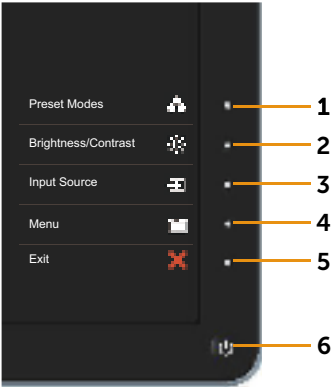 Preset Modes 1
Brightness/Contrast 2
Input Source 3
Menu 4
Exit 5
6